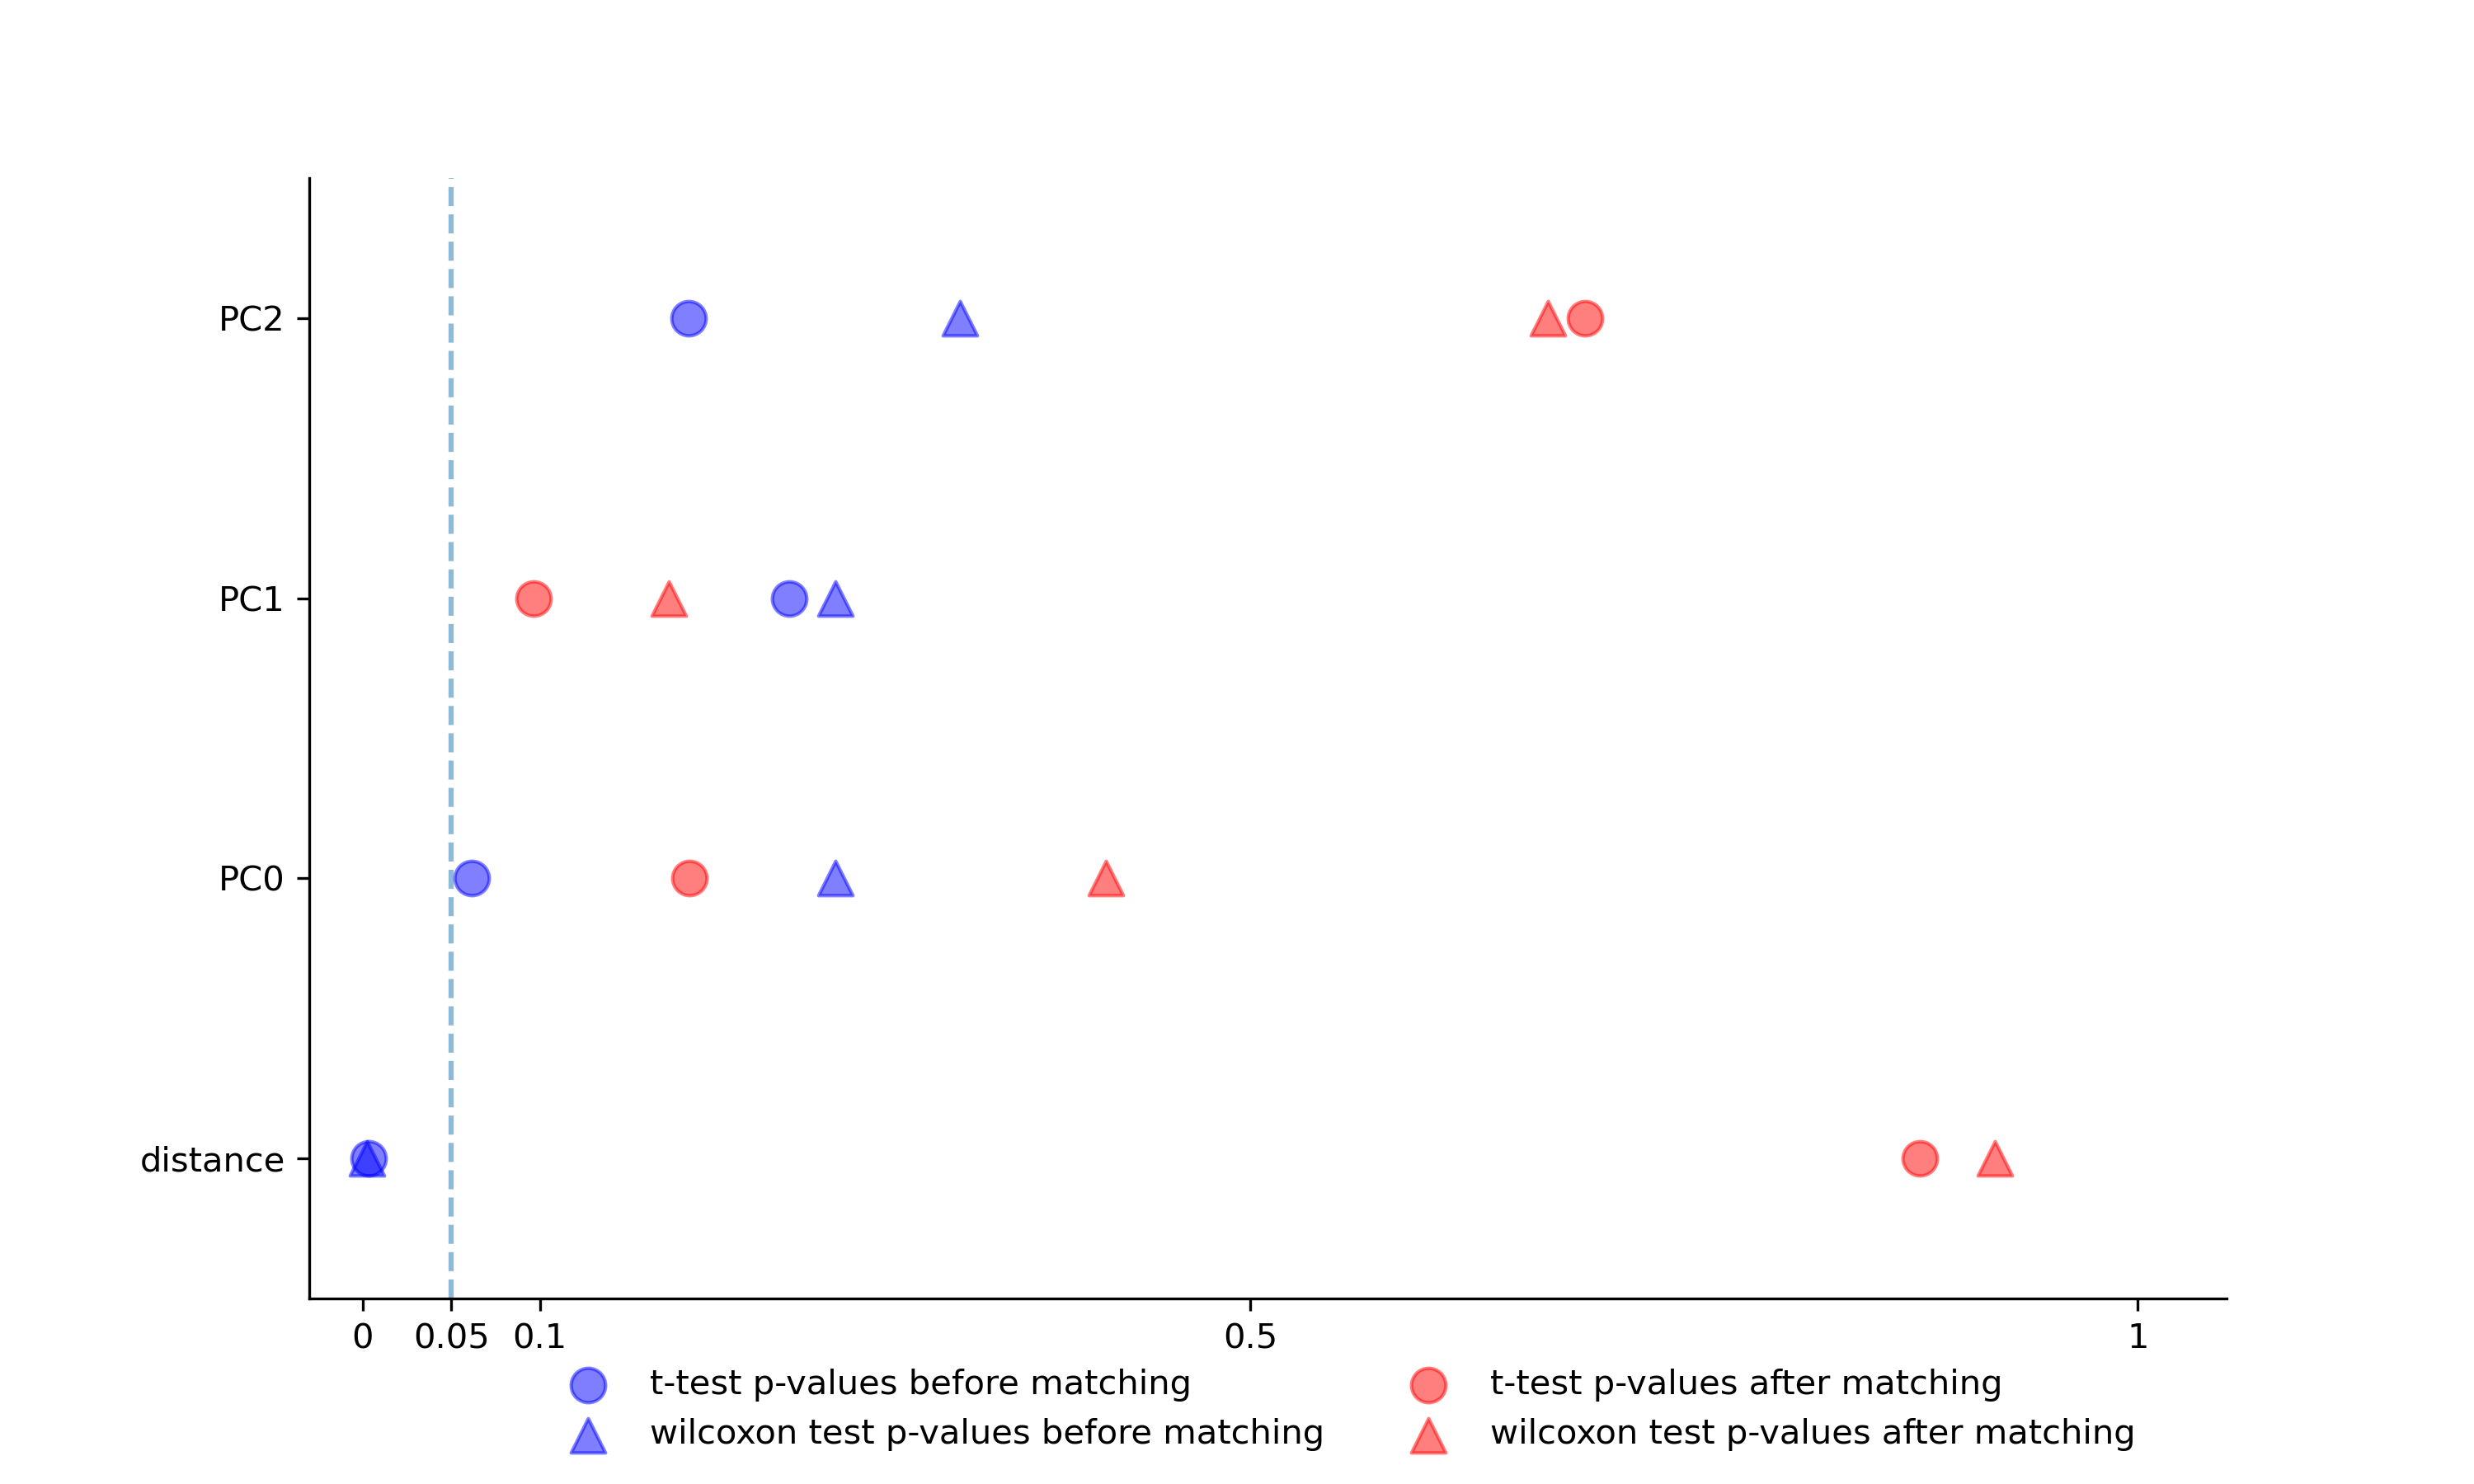 PC2
PC1
PC0
distance
0 0.05 0.1 0.5 1
t-test p-values before matching t-test p-values after matching
wilcoxon test p-values before matching wilcoxon test p-values after matching